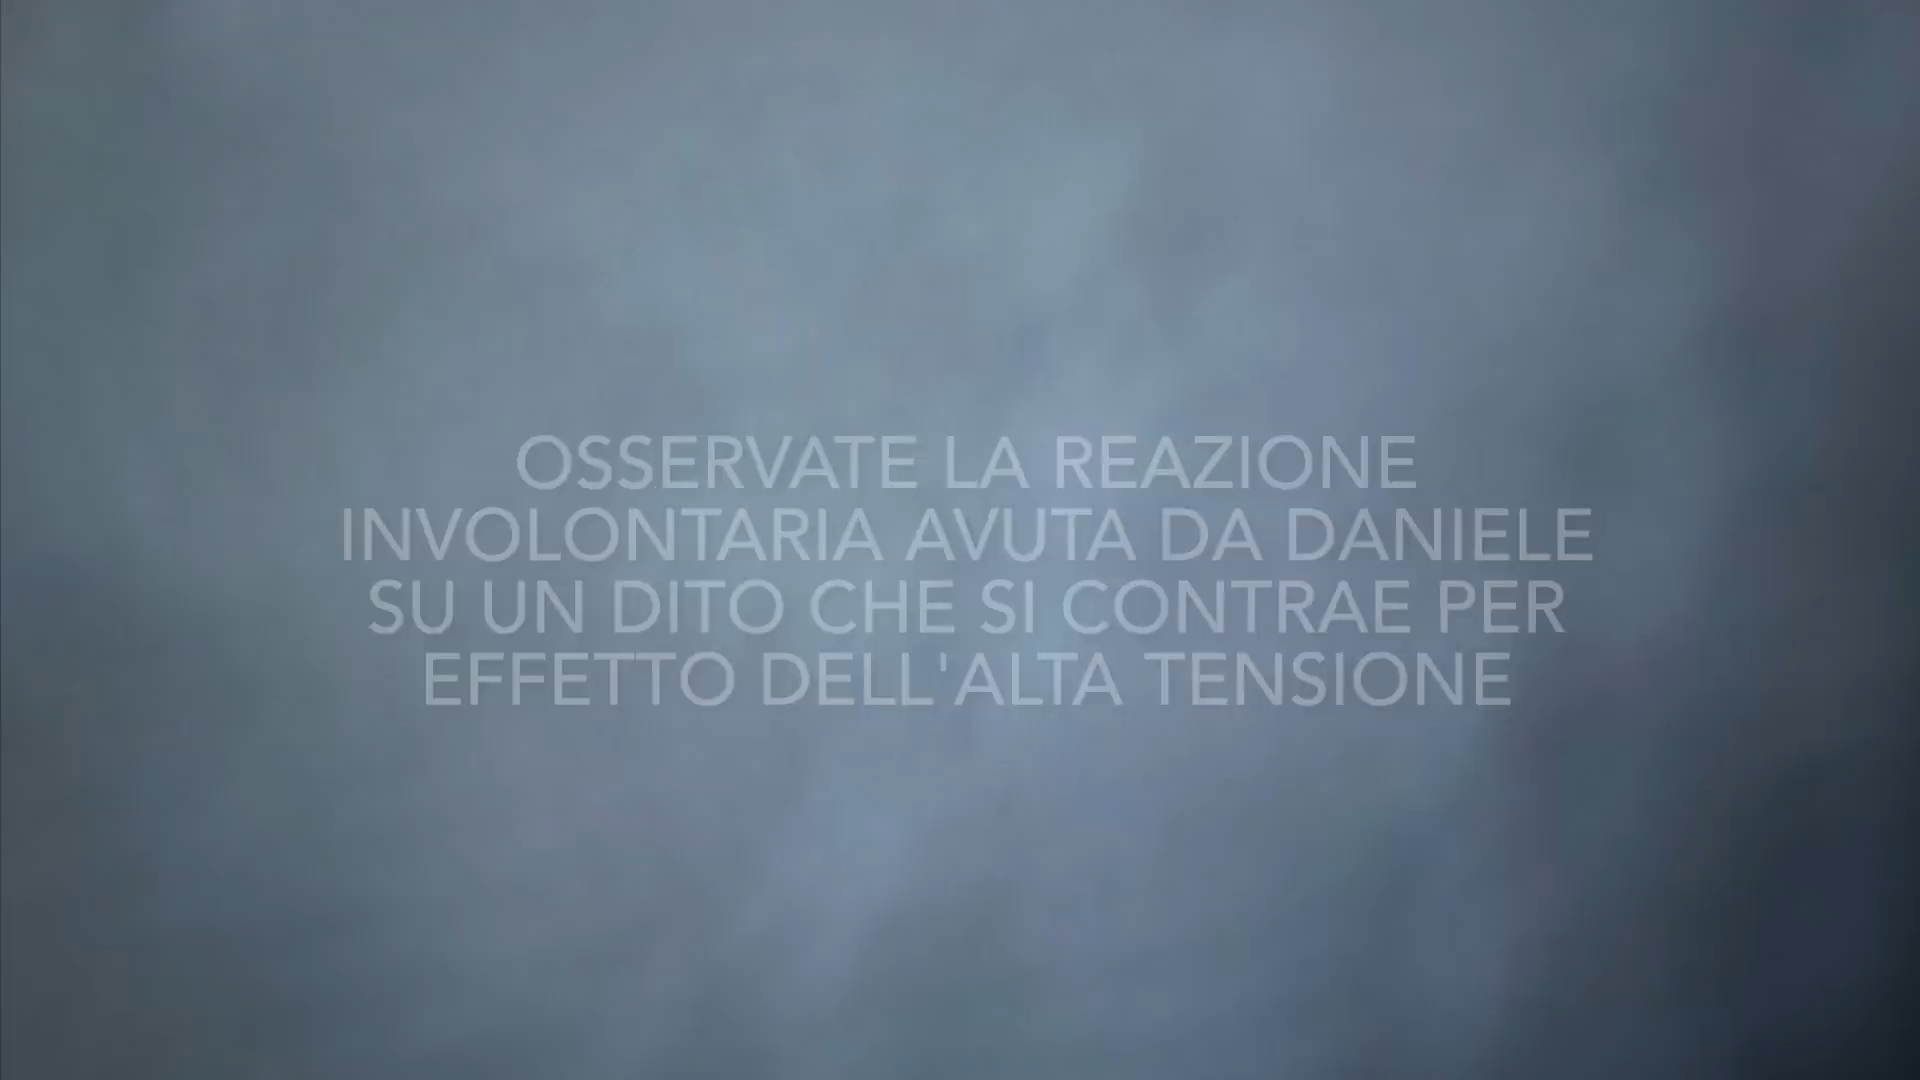 OSSERVATE LA REAZIONE
INVOLONTARIA AVUTA DA DANIELE
SU UN DITO CHE SI CONTRAE PER
EFFETTO DELL'ALTA TENSIONE